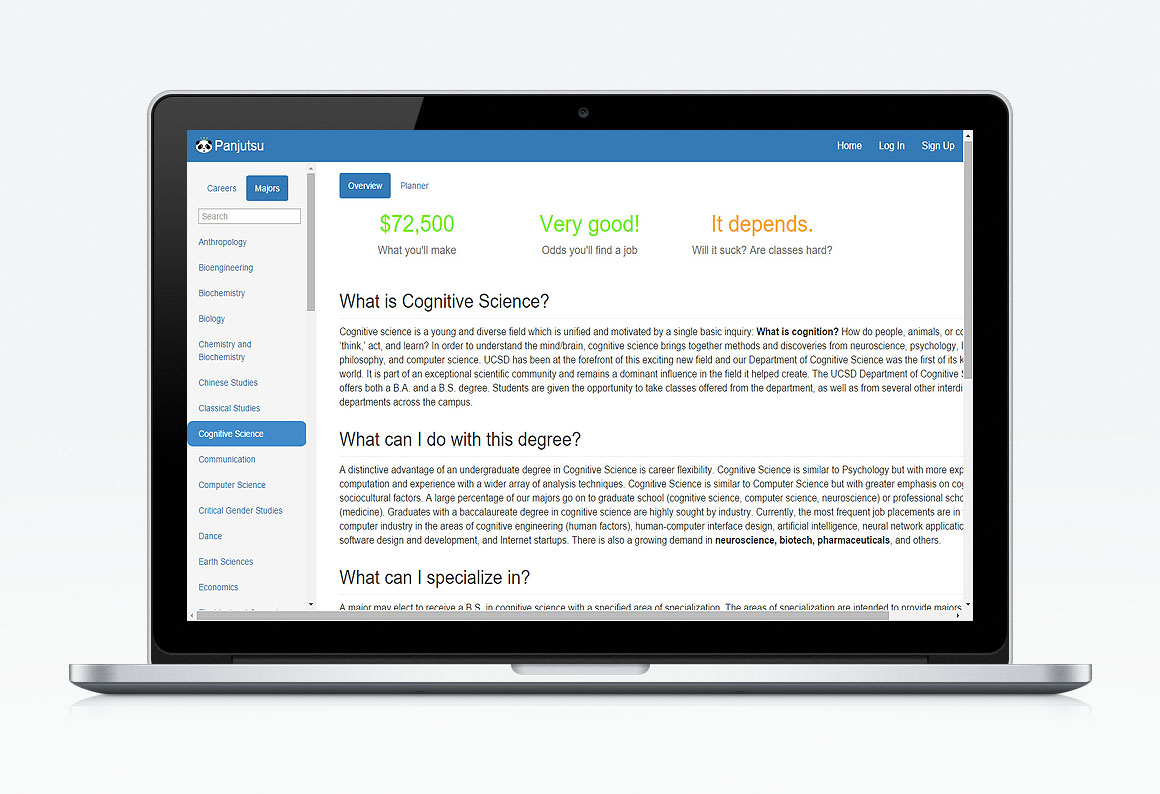 Panjutsu
Home Log In Sign Up
Careers Majors
Search
Anthropology
Bioengineering
Biochemistry
Biology
Chemistry and
Biochemistry
Chinese Studies
Classical Studies
Cognitive Science
Communication
Computer Science
Critical Gender Studies
Dance
Earth Sciences
Economics
Overview Planner
$72,500 Very good! It depends.
What you'll make Odds you'll find a job Will it suck? Are classes hard?
What is Cognitive Science?
Cognitive science is a young and diverse field which is unified and motivated by a single basic inquiry: What is cognition? How do people, animals, or
'think,' act, and learn? In order to understand the mind/brain, cognitive science brings together methods and discoveries from neuroscience, psychology,
philosophy, and computer science. UCSD has been at the forefront of this exciting new field and our Department of Cognitive Science was the first of its
world. It is part of an exceptional scientific community and remains a dominant influence in the field it helped create. The UCSD Department of Cognitive
offers both a B.A. and a B.S. degree. Students are given the opportunity to take classes offered from the department, as well as from several other interdi
departments across the campus.
What can I do with this degree?
A distinctive advantage of an undergraduate degree in Cognitive Science is career flexibility. Cognitive Science is similar to Psychology but with more exp
computation and experience with a wider array of analysis techniques. Cognitive Science is similar to Computer Science but with greater emphasis on cog
sociocultural factors. A large percentage of our majors go on to graduate school (cognitive science, computer science, neuroscience) or professional scho
(medicine). Graduates with a baccalaureate degree in cognitive science are highly sought by industry. Currently, the most frequent job placements are in
computer industry in the areas of cognitive engineering (human factors), human-computer interface design, artificial intelligence, neural network applicatio
software design and development, and Internet startups. There is also a growing demand in neuroscience, biotech, pharmaceuticals, and others.
What can I specialize in?
A major may elect to receive a B.S. in cognitive science with a specified area of specialization. The areas of specialization are intended to provide majors